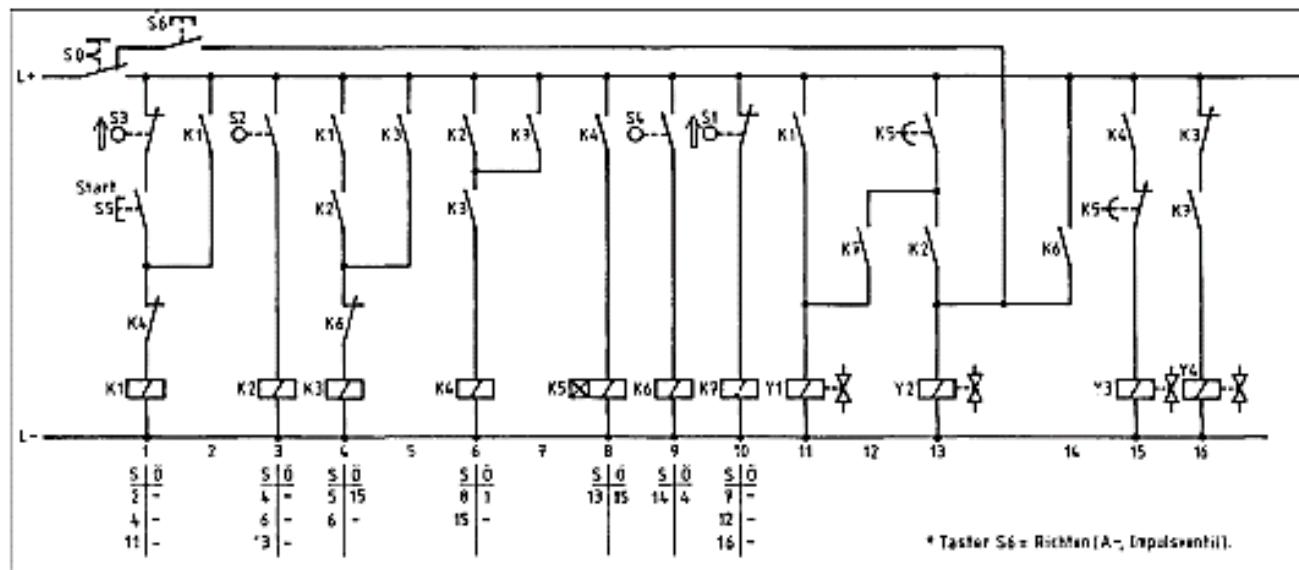 S6
S0
L+
S3 K1 S2 K1 K3 K2 K7 K4 S4 S1 K1 K5 K4 K3
Start
S5 K2 K3 K5 K7
K7 K2 K6
K4 K6
K1 K2 K3 K4 K5 K6 K7 Y1 Y2 Y3 Y4
L-
1 2 3 4 5 6 7 8 9 10 11 12 13 14 15 16
S Ö S Ö S Ö S Ö S Ö S Ö S Ö
2 - 4 - 5 15 8 1 13 15 14 4 7 -
4 - 6 - 6 - 15 - 12 -
11 - 13 - 16 -
* Taster S6 = Richten (A-, Impulsventil).